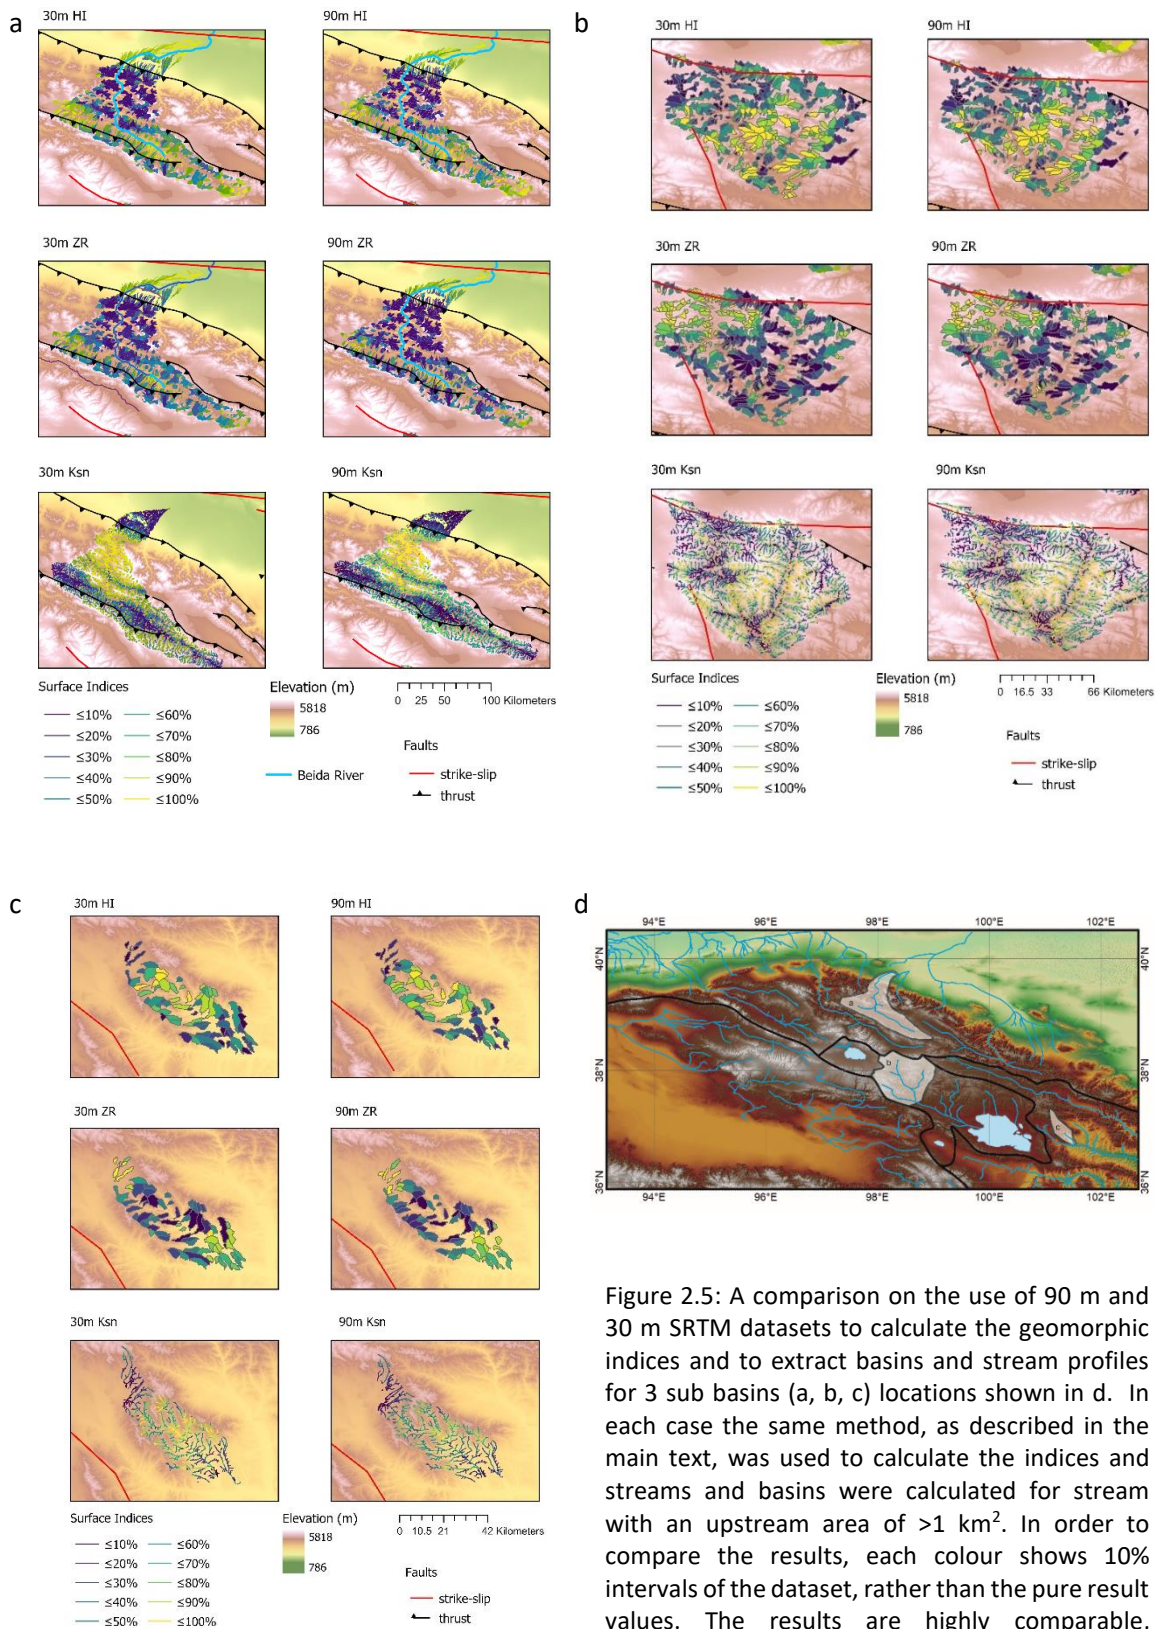 a
30m HI
90m HI
30m ZR
90m ZR
30m Ksn
90m Ksn
Surface Indices
≤10%
≤60%
≤20%
≤70%
≤30%
≤80%
≤40%
≤90%
≤50%
≤100%
Elevation (m)
5818
786
0 25 50 100 Kilometers
Beida River
Faults
strike-slip
thrust
b
30m HI
90m HI
30m ZR
90m ZR
30m Ksn
90m Ksn
Surface Indices
≤10%
≤60%
≤20%
≤70%
≤30%
≤80%
≤40%
≤90%
≤50%
≤100%
Elevation (m)
5818
786
0 16.5 33 66 Kilometers
Faults
strike-slip
thrust
c
30m HI
90m HI
30m ZR
90m ZR
30m Ksn
90m Ksn
Surface Indices
≤10%
≤60%
≤20%
≤70%
≤30%
≤80%
≤40%
≤90%
≤50%
≤100%
Elevation (m)
5818
786
0 10.5 21 42 Kilometers
Faults
strike-slip
thrust
d
94°E 96°E 98°E 100°E 102°E
40°N
40°N
38°N
38°N
36°N
36°N
a
b
c
94°E 96°E 98°E 100°E 102°E
Figure 2.5: A comparison on the use of 90 m and
30 m SRTM datasets to calculate the geomorphic
indices and to extract basins and stream profiles
for 3 sub basins (a, b, c) locations shown in d. In
each case the same method, as described in the
main text, was used to calculate the indices and
streams and basins were calculated for stream
with an upstream area of >1 km². In order to
compare the results, each colour shows 10%
intervals of the dataset, rather than the pure result
values. The results are highly comparable.